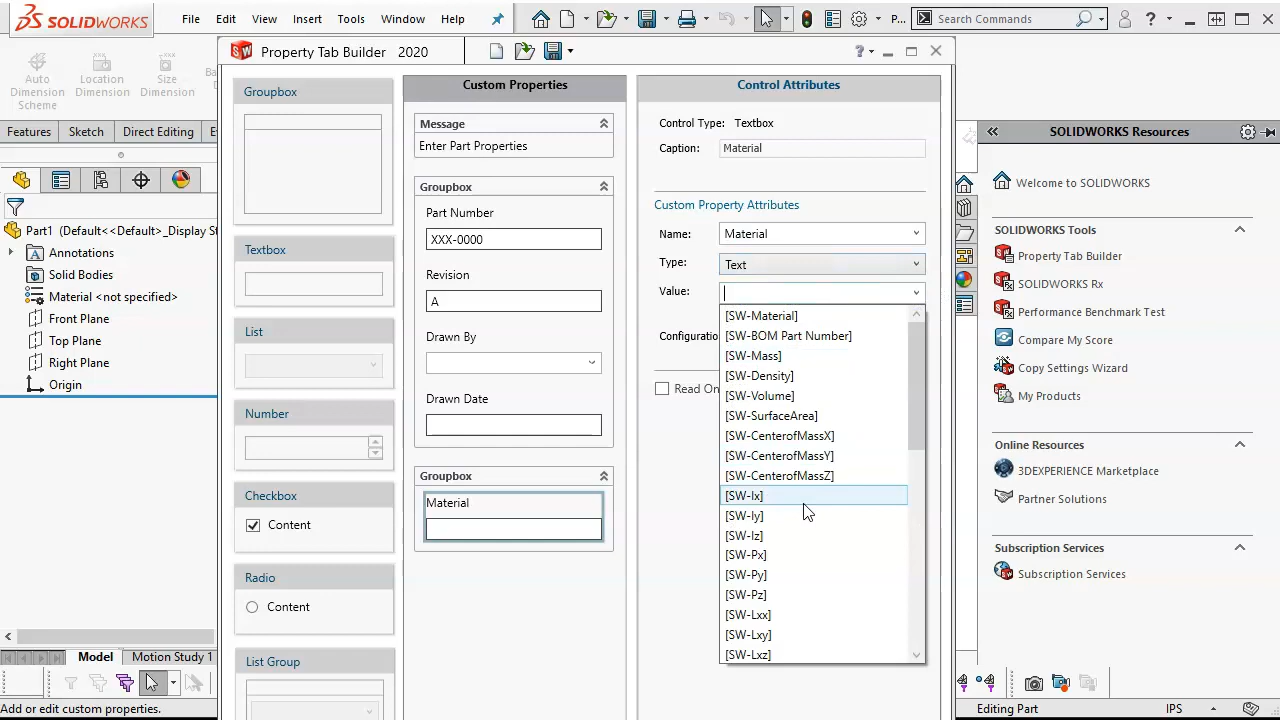 SOLIDWORKS
File Edit View Insert Tools Window Help
P...
Search Commands
?
Auto Dimension Scheme
Location Dimension
Size Dimension
Ba
Da
Features Sketch Direct Editing E
Part1 (Default<<Default>_Display St
Annotations
Solid Bodies
Material <not specified>
Front Plane
Top Plane
Right Plane
Origin
Model Motion Study 1
Add or edit custom properties.
Property Tab Builder 2020
?
Groupbox
Textbox
List
Number
Checkbox
Content
Radio
Content
List Group
Custom Properties
Message
Enter Part Properties
Groupbox
Part Number
XXX-0000
Revision
A
Drawn By
Drawn Date
Groupbox
Material
Control Attributes
Control Type: Textbox
Caption: Material
Custom Property Attributes
Name: Material
Type: Text
Value:
Configuratio
Read On
[SW-Material]
[SW-BOM Part Number]
[SW-Mass]
[SW-Density]
[SW-Volume]
[SW-SurfaceArea]
[SW-CenterofMassX]
[SW-CenterofMassY]
[SW-CenterofMassZ]
[SW-Ix]
[SW-Iy]
[SW-Iz]
[SW-Px]
[SW-Py]
[SW-Pz]
[SW-Lxx]
[SW-Lxy]
[SW-Lxz]
SOLIDWORKS Resources
Welcome to SOLIDWORKS
SOLIDWORKS Tools
Property Tab Builder
SOLIDWORKS Rx
Performance Benchmark Test
Compare My Score
Copy Settings Wizard
My Products
Online Resources
3DEXPERIENCE Marketplace
Partner Solutions
Subscription Services
Subscription Services
Editing Part IPS